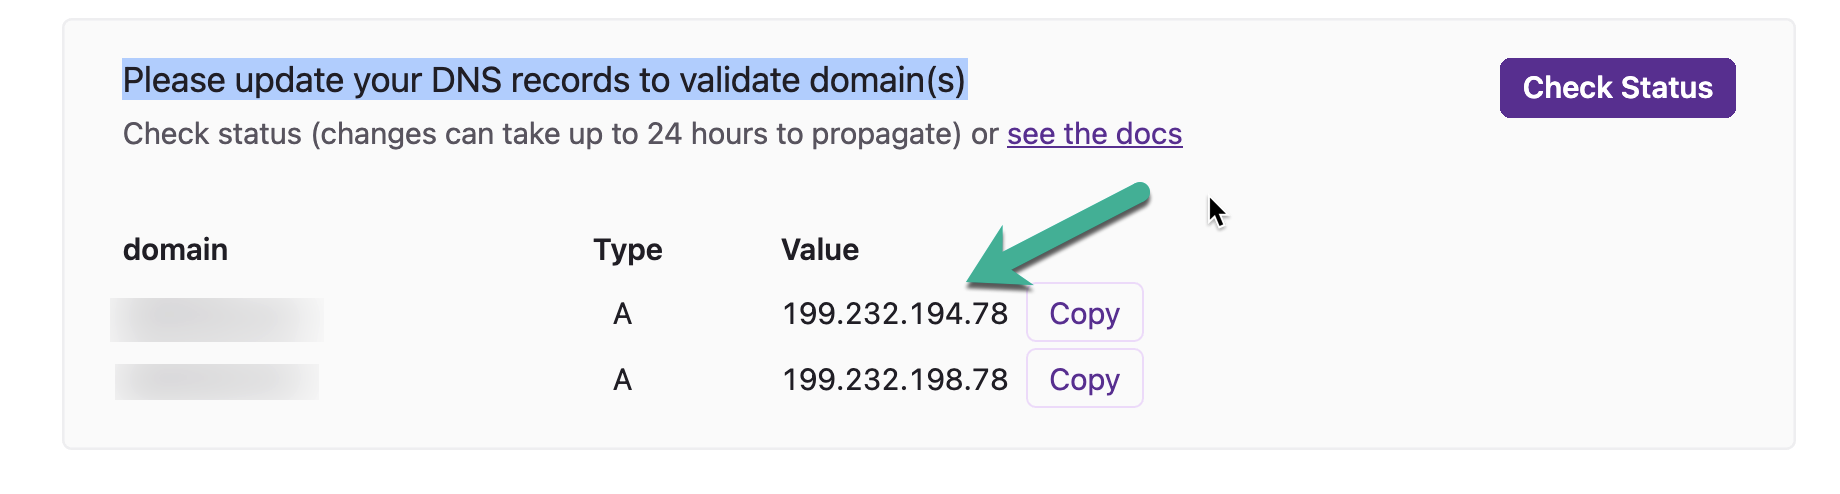 Please update your DNS records to validate domain(s)
Check Status
Check status (changes can take up to 24 hours to propagate) or see the docs
domain Type Value
A 199.232.194.78 Copy
A 199.232.198.78 Copy